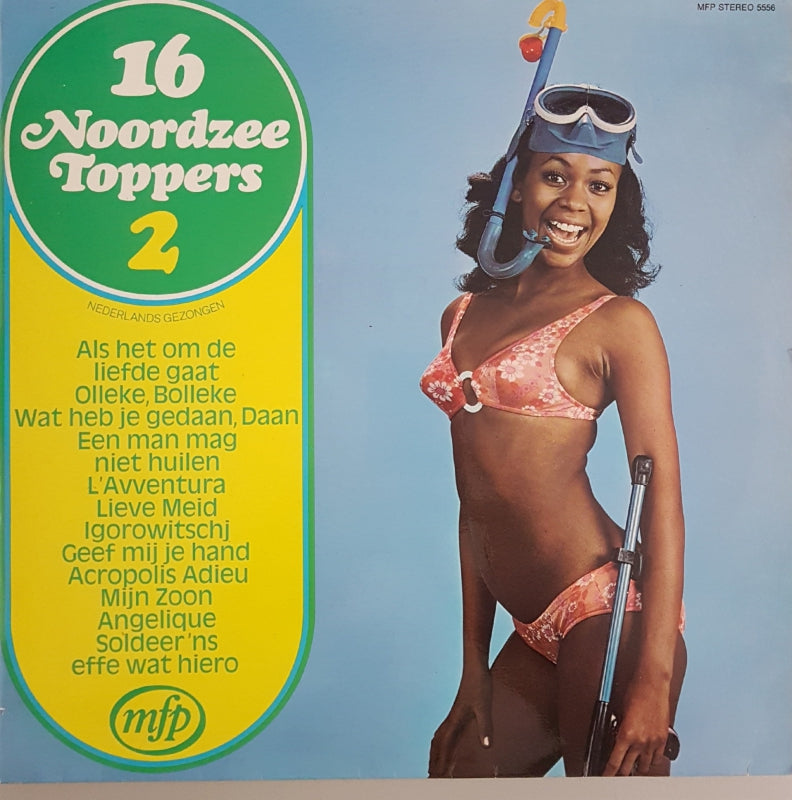 MFP STEREO 5556
16
Noordzee
Toppers
2
NEDERLANDS GEZONGEN
Als het om de
liefde gaat
Olleke, Bolleke
Wat heb je gedaan, Daan
Een man mag
niet huilen
L'Avventura
Lieve Meid
Igorowitschj
Geef mij je hand
Acropolis Adieu
Mijn Zoon
Angelique
Soldeer 'ns
effe wat hiero
mfp